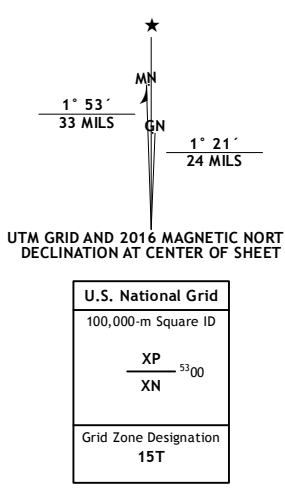 MN
1° 53´
33 MILS
GN
1° 21´
24 MILS
UTM GRID AND 2016 MAGNETIC NORT
DECLINATION AT CENTER OF SHEET
U.S. National Grid
100,000-m Square ID
XP
5300
XN
Grid Zone Designation
15T